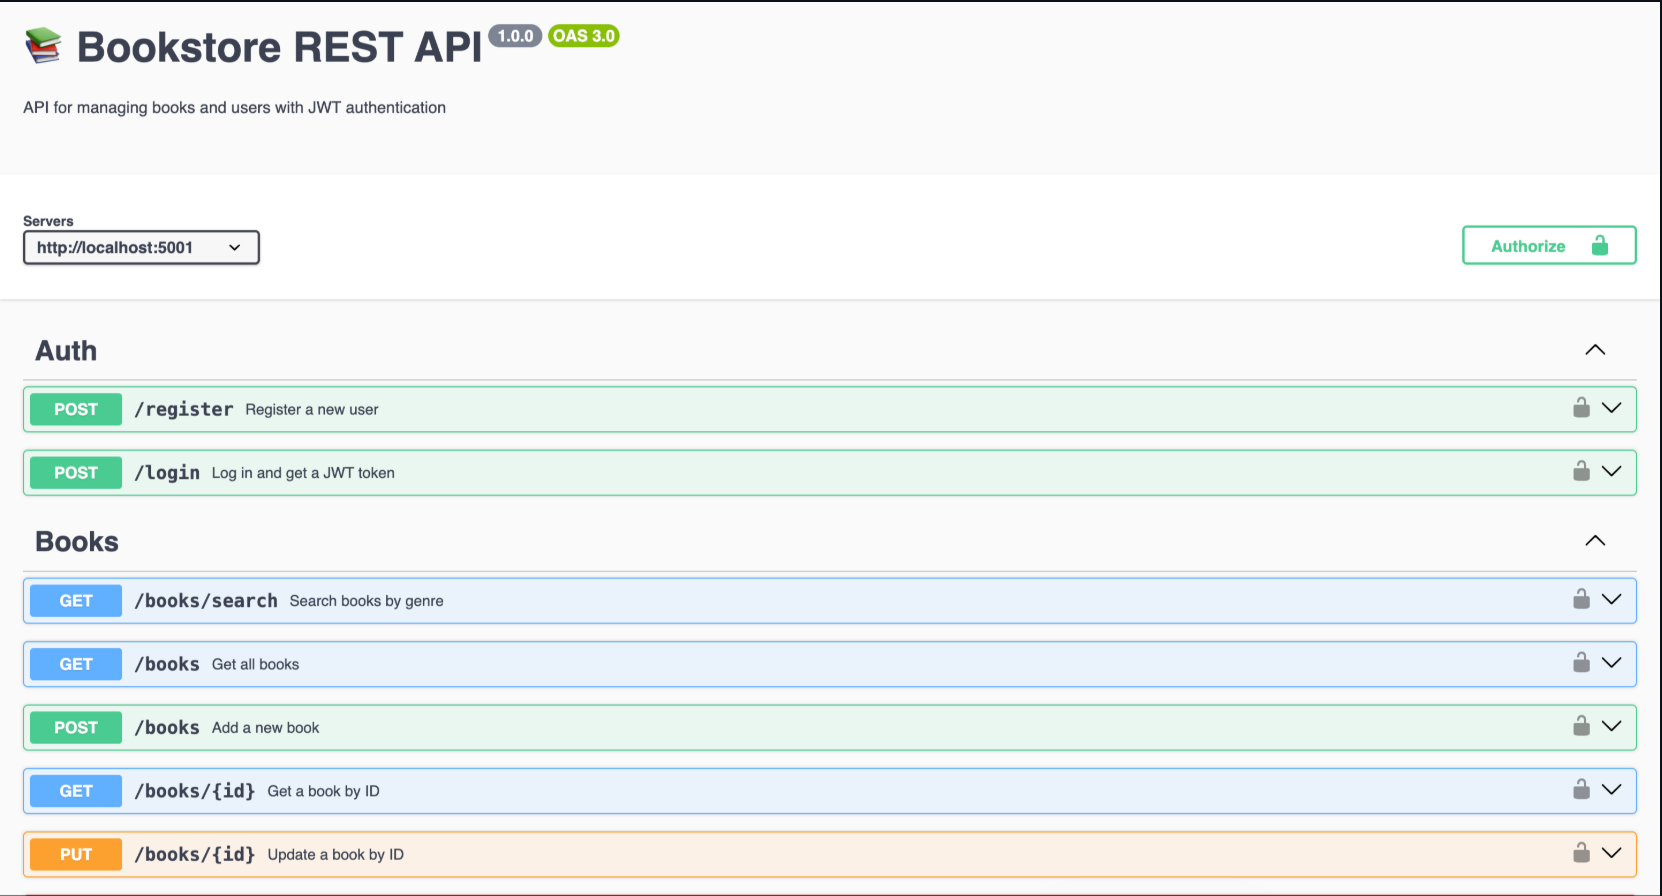 📚 Bookstore REST API 1.0.0 OAS 3.0
API for managing books and users with JWT authentication
Servers
http://localhost:5001
Authorize
Auth
POST /register Register a new user
POST /login Log in and get a JWT token
Books
GET /books/search Search books by genre
GET /books Get all books
POST /books Add a new book
GET /books/{id} Get a book by ID
PUT /books/{id} Update a book by ID